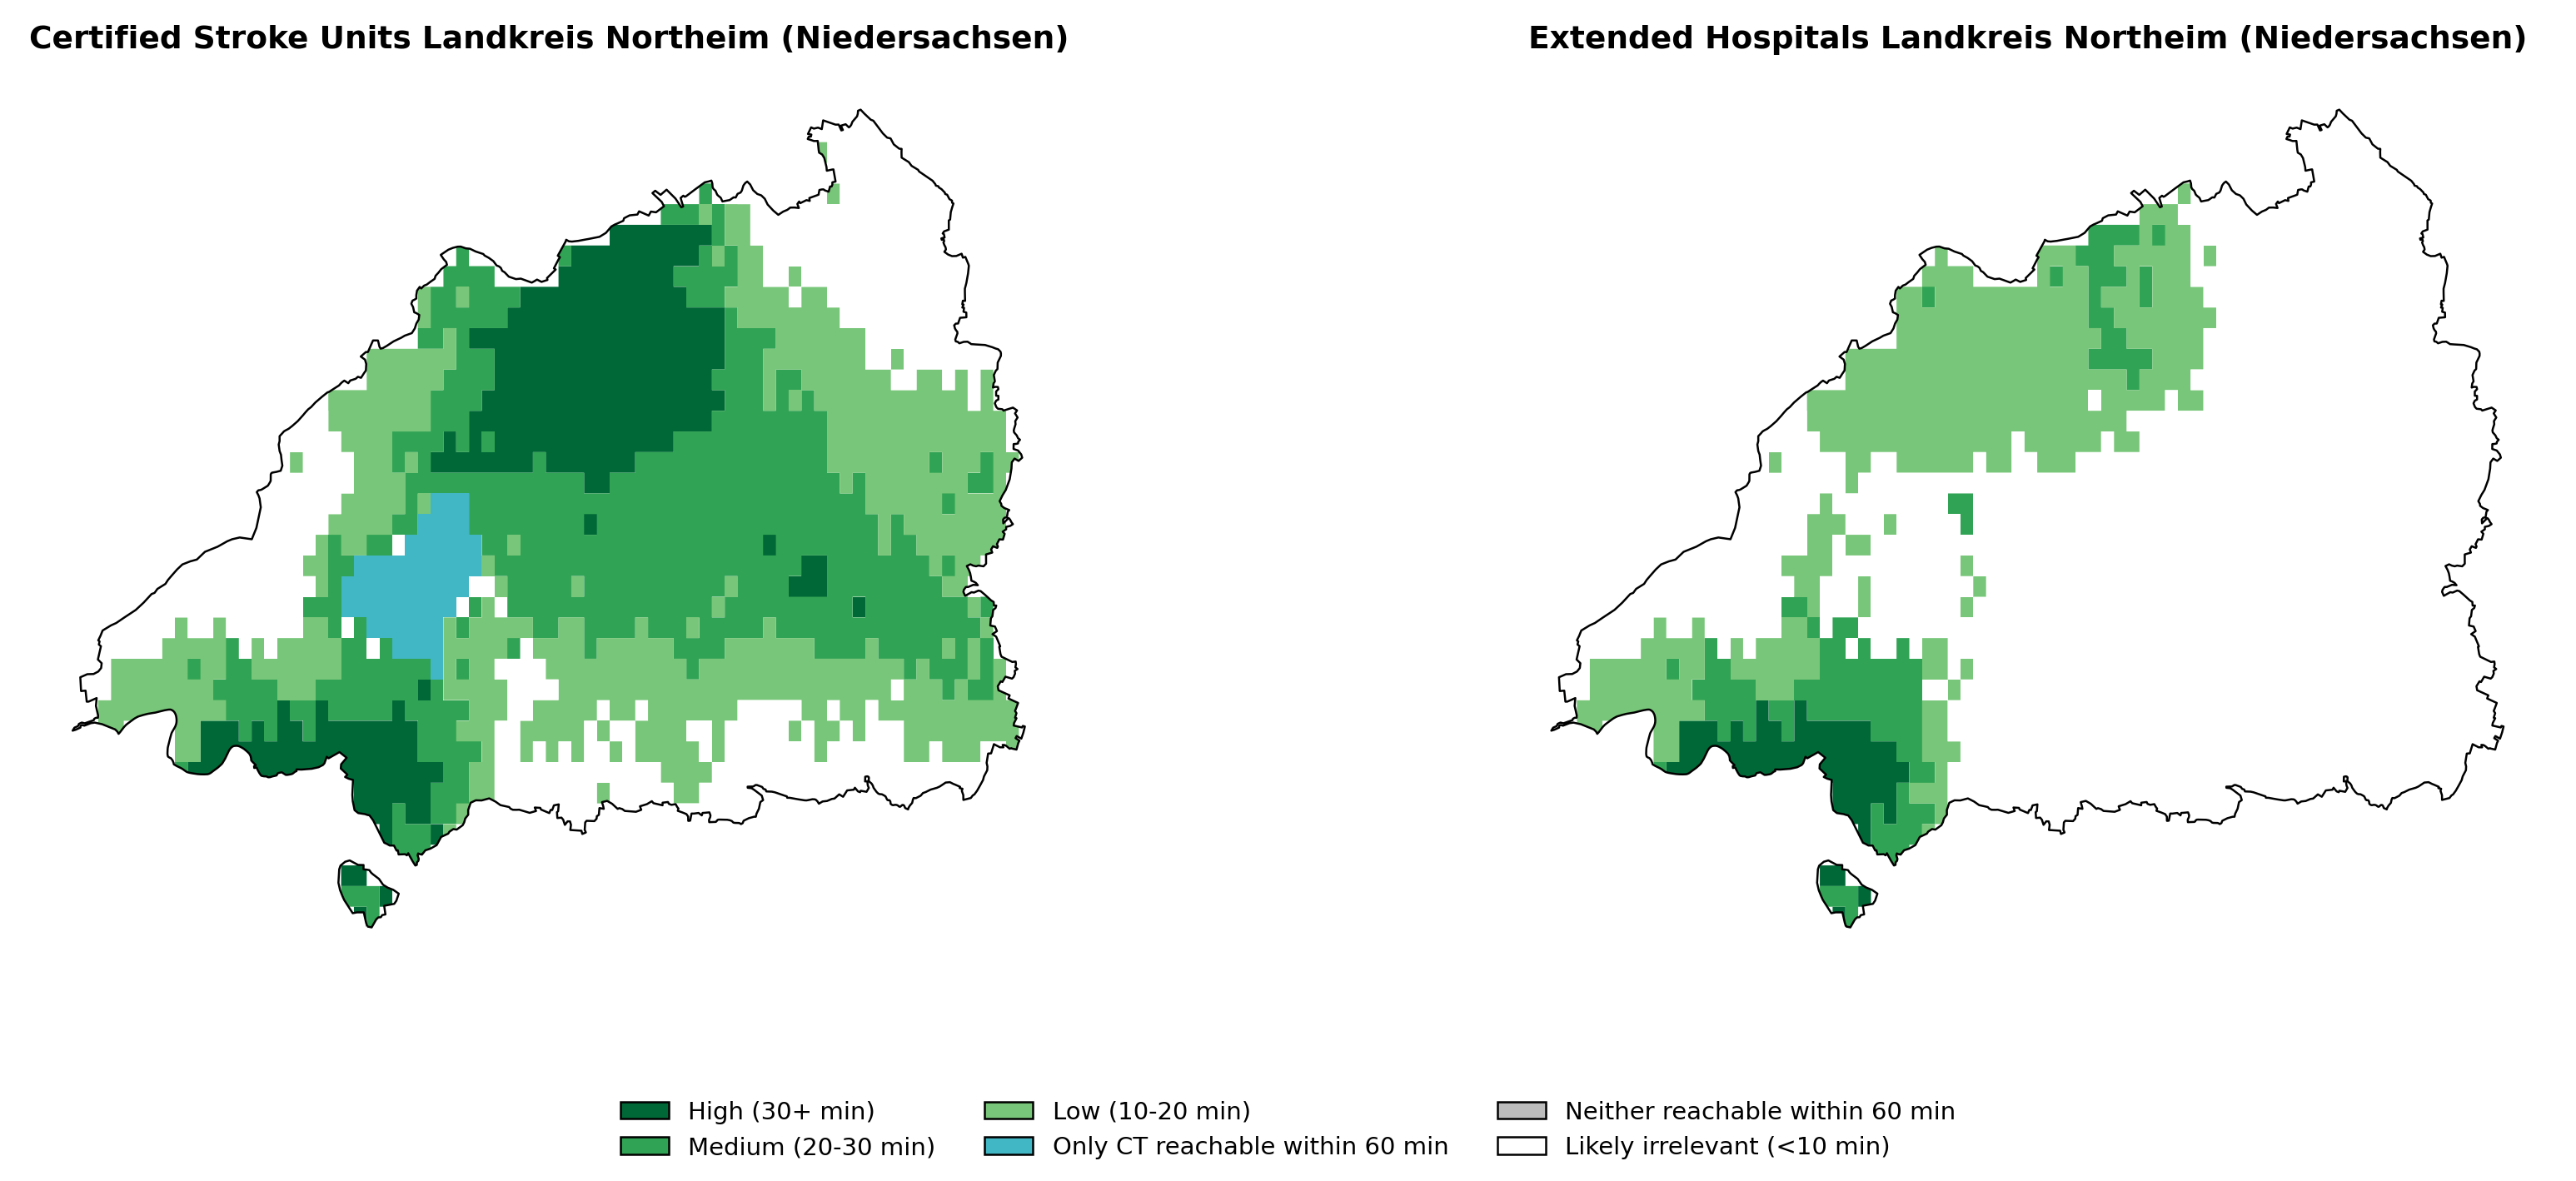 Certified Stroke Units Landkreis Northeim (Niedersachsen)
Extended Hospitals Landkreis Northeim (Niedersachsen)
High (30+ min)
Medium (20-30 min)
Low (10-20 min)
Only CT reachable within 60 min
Neither reachable within 60 min
Likely irrelevant (<10 min)